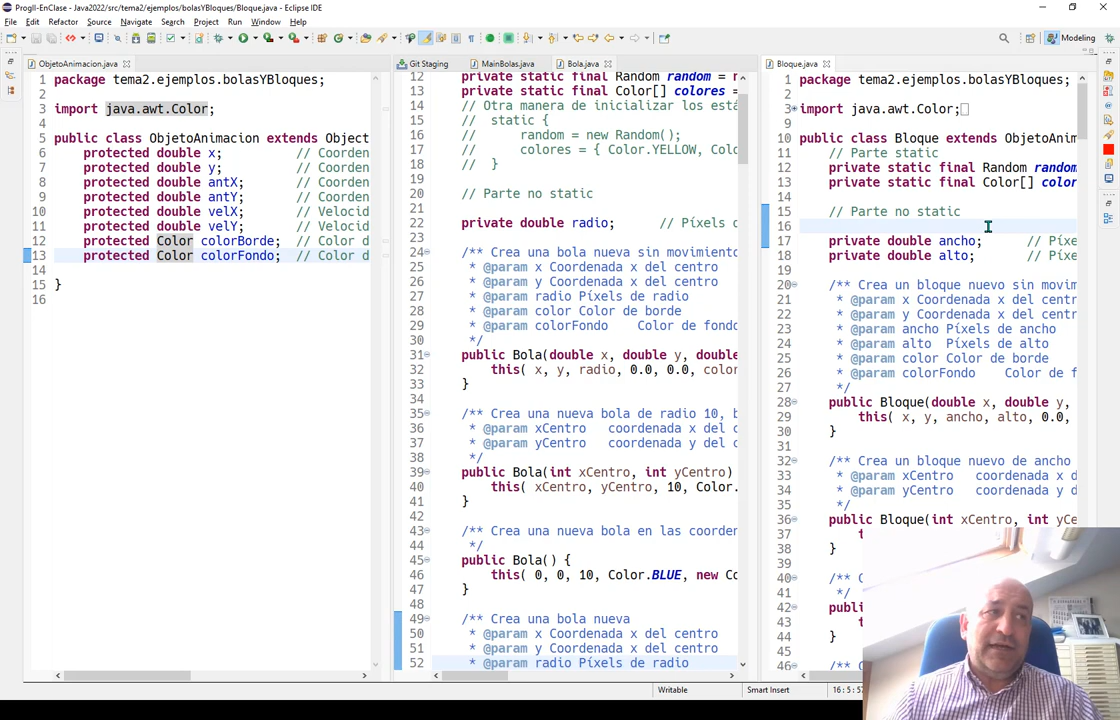 ProgII-EnClase - Java2022/src/tema2/ejemplos/bolasYBloques/Bloque.java - Eclipse IDE
File Edit Refactor Source Navigate Search Project Run Window Help
Modeling
ObjetoAnimacion.java
1 package tema2.ejemplos.bolasYBloques;
2
3 import java.awt.Color;
4
5 public class ObjetoAnimacion extends Object
6 protected double x; // Coorden
7 protected double y; // Coorden
8 protected double antX; // Coorden
9 protected double antY; // Coorden
10 protected double velX; // Velocid
11 protected double velY; // Velocid
12 protected Color colorBorde; // Color d
13 protected Color colorFondo; // Color d
14
15 }
16
Git Staging MainBolas.java Bola.java
12 private static final Random random = n
13 private static final Color[] colores =
14 // Otra manera de inicializar los está
15 // static {
16 // random = new Random();
17 // colores = { Color.YELLOW, Colo
18 // }
19
20 // Parte no static
21
22 private double radio; // Píxels d
23
24 /** Crea una bola nueva sin movimiento
25 * @param x Coordenada x del centro
26 * @param y Coordenada y del centro
27 * @param radio Píxels de radio
28 * @param color Color de borde
29 * @param colorFondo Color de fondo
30 */
31 public Bola(double x, double y, double
32 this( x, y, radio, 0.0, 0.0, color
33 }
34
35 /** Crea una nueva bola de radio 10, b
36 * @param xCentro coordenada x del c
37 * @param yCentro coordenada y del c
38 */
39 public Bola(int xCentro, int yCentro)
40 this( xCentro, yCentro, 10, Color.
41 }
42
43 /** Crea una nueva bola en las coorden
44 */
45 public Bola() {
46 this( 0, 0, 10, Color.BLUE, new Co
47 }
48
49 /** Crea una bola nueva
50 * @param x Coordenada x del centro
51 * @param y Coordenada y del centro
52 * @param radio Píxels de radio
Bloque.java
1 package tema2.ejemplos.bolasYBloques;
2
3 import java.awt.Color;
9
10 public class Bloque extends ObjetoAnim
11 // Parte static
12 private static final Random random
13 private static final Color[] color
14
15 // Parte no static
16
17 private double ancho; // Píxe
18 private double alto; // Píxe
19
20 /** Crea un bloque nuevo sin movim
21 * @param x Coordenada x del centr
22 * @param y Coordenada y del centr
23 * @param ancho Píxels de ancho
24 * @param alto Píxels de alto
25 * @param color Color de borde
26 * @param colorFondo Color de f
27 */
28 public Bloque(double x, double y,
29 this( x, y, ancho, alto, 0.0,
30 }
31
32 /** Crea un bloque nuevo de ancho
33 * @param xCentro coordenada x d
34 * @param yCentro coordenada y d
35 */
36 public Bloque(int xCentro, int yCe
37
38 }
39
40 /**
41 */
42
43
44 }
45
46 /**
Writable Smart Insert